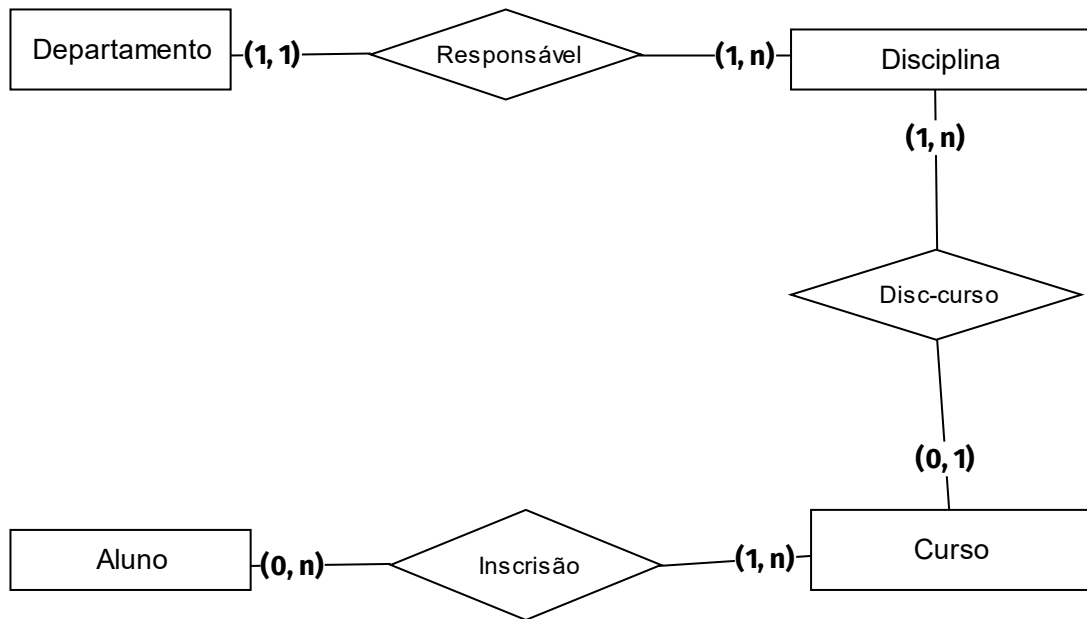 Departamento
(1, 1)
Responsável
(1, n)
Disciplina
(1, n)
Disc-curso
(0, 1)
Aluno
(0, n)
Inscrisão
(1, n)
Curso